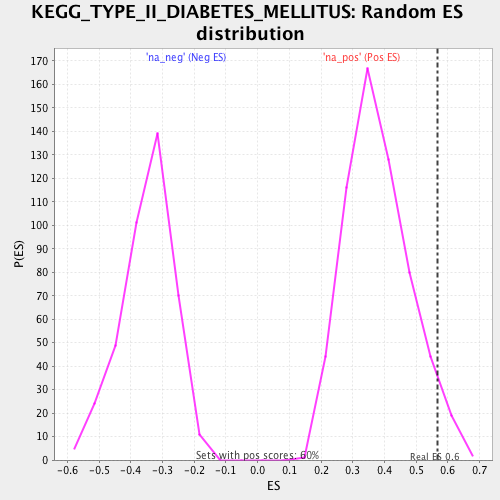 KEGG_TYPE_II_DIABETES_MELLITUS: Random ES
distribution
'na_neg' (Neg ES)
'na_pos' (Pos ES)
170
160
150
140
130
120
110
100
90
80
70
60
50
40
30
20
10
0
P(ES)
Sets with pos scores: 60%
Real ES 0.6
-0.6 -0.5 -0.4 -0.3 -0.2 -0.1 0.0 0.1 0.2 0.3 0.4 0.5 0.6 0.7
ES